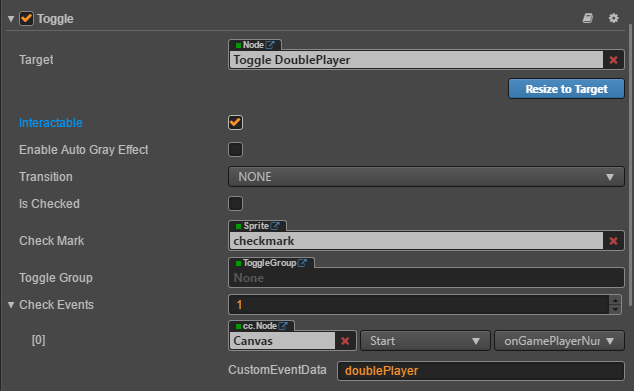 Toggle
Node
Target
Toggle DoublePlayer
Resize to Target
Interactable
Enable Auto Gray Effect
Transition
NONE
Is Checked
Sprite
Check Mark
checkmark
ToggleGroup
Toggle Group
None
Check Events
1
cc.Node
[0]
Canvas
Start
onGamePlayerNu
CustomEventData
doublePlayer